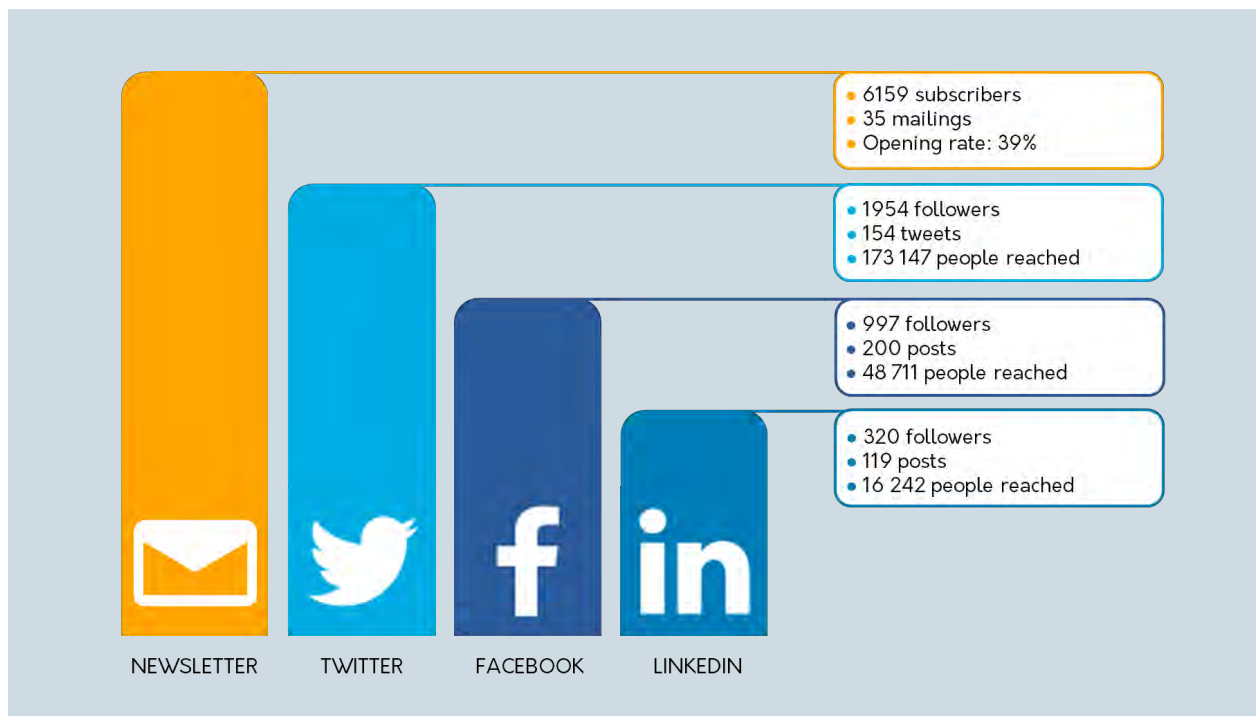 6159 subscribers
35 mailings
Opening rate: 39%
1954 followers
154 tweets
173 147 people reached
997 followers
200 posts
48 711 people reached
320 followers
119 posts
16 242 people reached
f
in
NEWSLETTER TWITTER FACEBOOK LINKEDIN